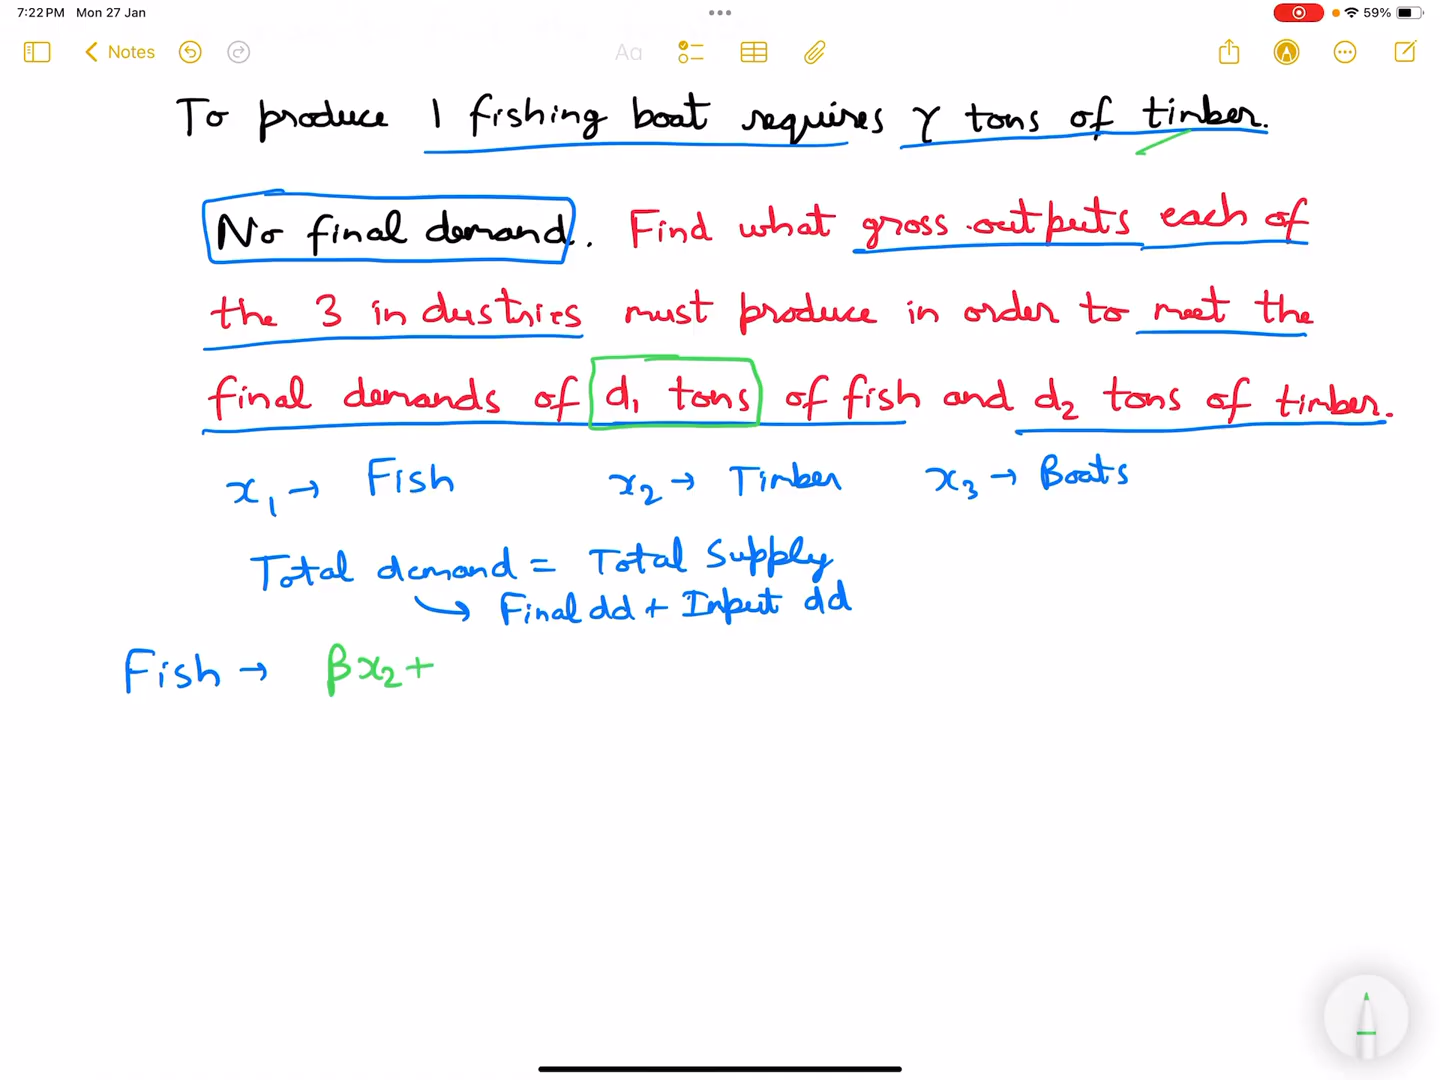 7:22 PM Mon 27 Jan
59%
Notes
Aa
To produce 1 fishing boat requires γ tons of timber.
No final demand. Find what gross outputs each of
the 3 industries must produce in order to meet the
final demands of d₁ tons of fish and d₂ tons of timber.
x₁ → Fish x₂ → Timber x₃ → Boats
Total demand = Total Supply
→ Final dd + Input dd
Fish → βx₂ +